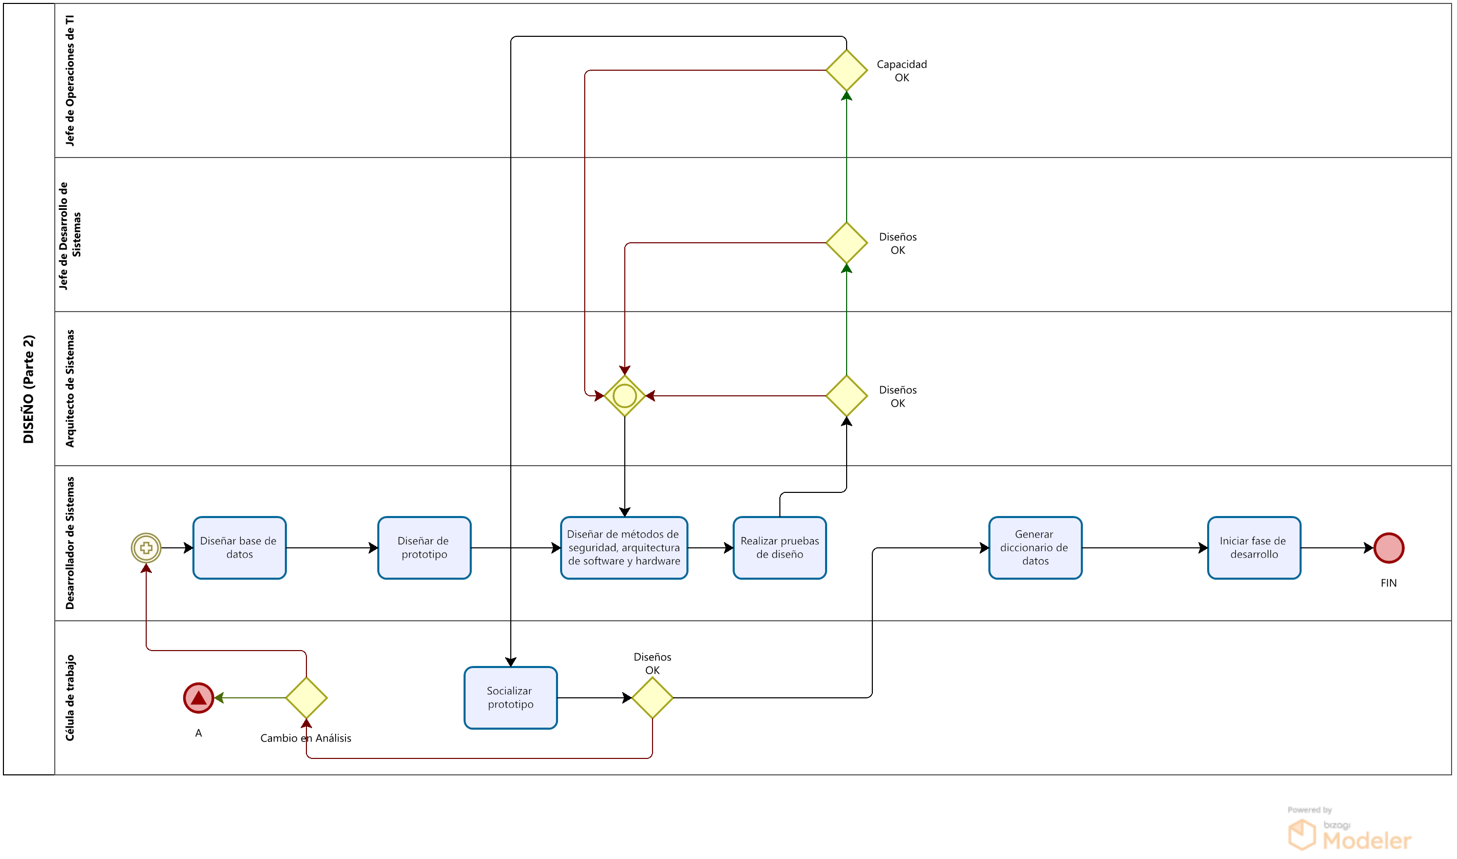 DISEÑO (Parte 2)
Jefe de Operaciones de TI
Capacidad
OK
Jefe de Desarrollo de
Sistemas
Diseños
OK
Arquitecto de Sistemas
Diseños
OK
Desarrollador de Sistemas
Diseñar base de
datos
Diseñar de
prototipo
Diseñar de métodos de
seguridad, arquitectura
de software y hardware
Realizar pruebas
de diseño
Generar
diccionario de
datos
Iniciar fase de
desarrollo
FIN
Célula de trabajo
A
Cambio en Análisis
Socializar
prototipo
Diseños
OK
Powered by
bizagi
Modeler